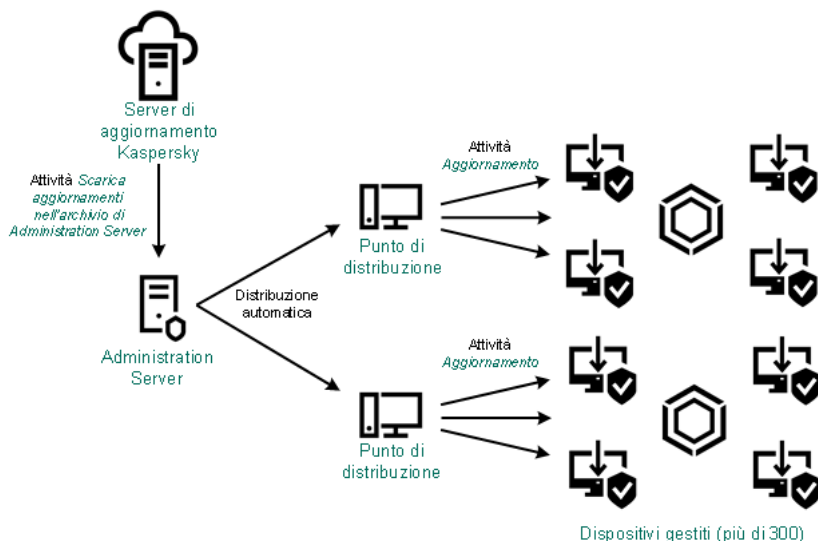 Server di
aggiornamento
Kaspersky
Attività Scarica
aggiornamenti
nell'archivio di
Administration Server
Administration
Server
Distribuzione
automatica
Punto di
distribuzione
Attività
Aggiornamento
Punto di
distribuzione
Attività
Aggiornamento
Dispositivi gestiti (più di 300)